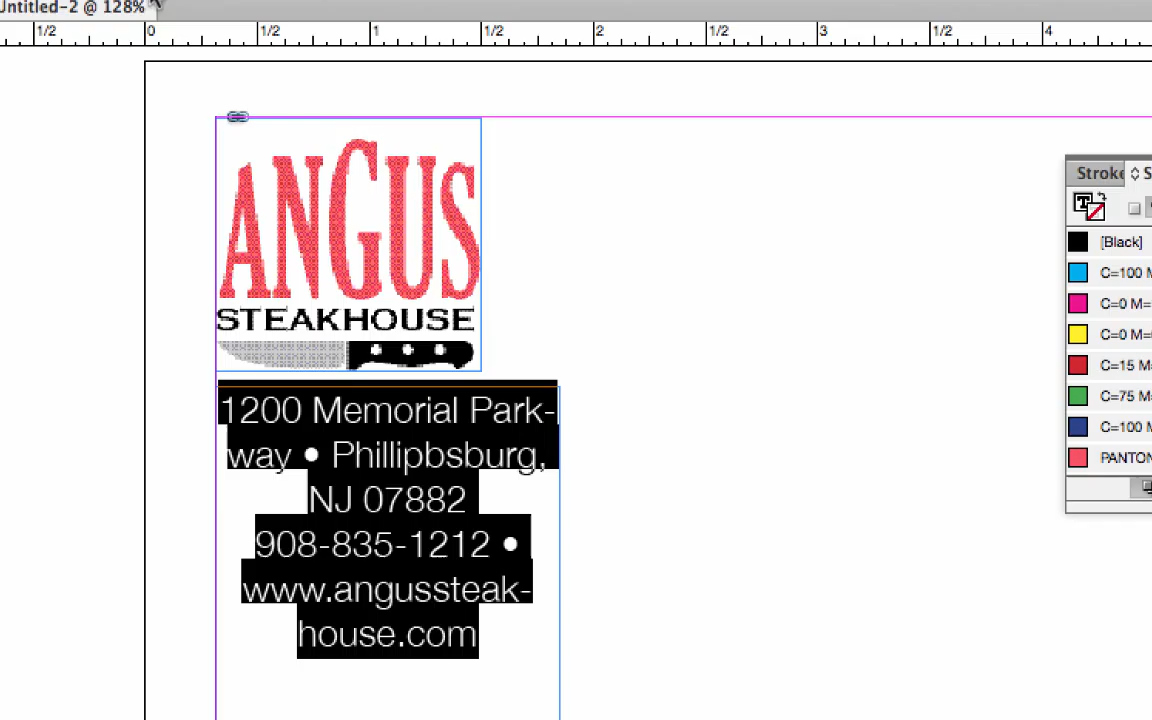 Untitled-2 @ 128%
1/2 0 1/2 1 1/2 2 1/2 3 1/2 4
ANGUS
STEAKHOUSE
1200 Memorial Park-
way • Phillipbsburg,
NJ 07882
908-835-1212 •
www.angussteak-
house.com
Stroke S
T
[Black]
C=100 M
C=0 M=
C=0 M=
C=15 M=
C=75 M=
C=100 M
PANTON